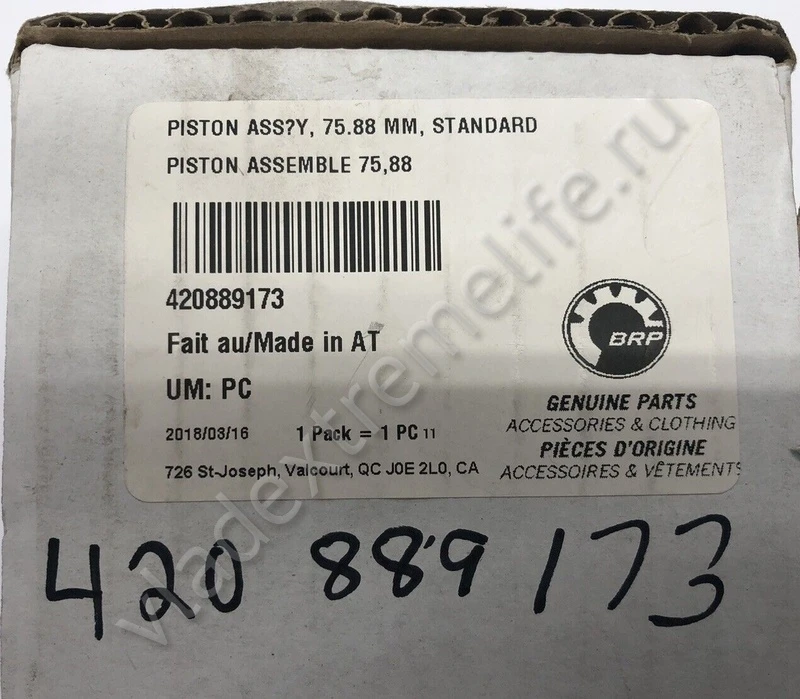 PISTON ASS?Y, 75.88 MM, STANDARD
PISTON ASSEMBLE 75,88
420889173
Fait au/Made in AT
UM: PC
2018/03/16 1 Pack = 1 PC 11
726 St-Joseph, Valcourt, QC J0E 2L0, CA
BRP
GENUINE PARTS
ACCESSORIES & CLOTHING
PIÈCES D'ORIGINE
ACCESSOIRES & VÊTEMENTS
420 889 173
vladextremelife.ru